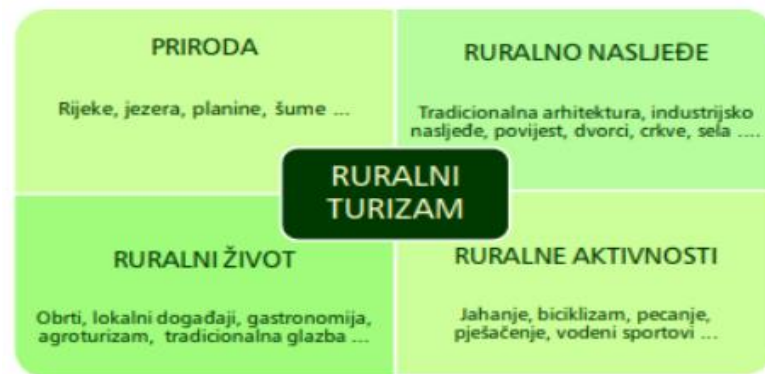 PRIRODA
Rijeke, jezera, planine, šume ...
RURALNO NASLJEĐE
Tradicionalna arhitektura, industrijsko
nasljeđe, povijest, dvorci, crkve, sela ....
RURALNI
TURIZAM
RURALNI ŽIVOT
Obrti, lokalni događaji, gastronomija,
agroturizam, tradicionalna glazba ...
RURALNE AKTIVNOSTI
Jahanje, biciklizam, pecanje,
pješačenje, vodeni sportovi ...